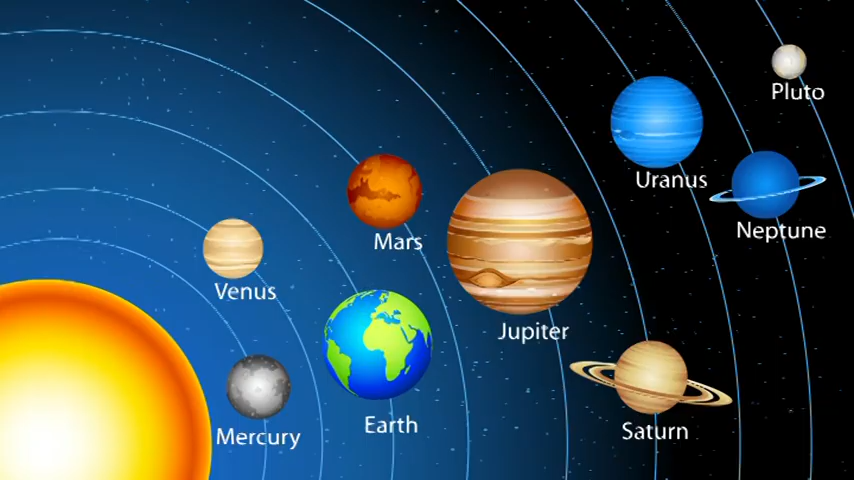 Pluto
Uranus
Neptune
Mars
Venus
Jupiter
Earth
Saturn
Mercury